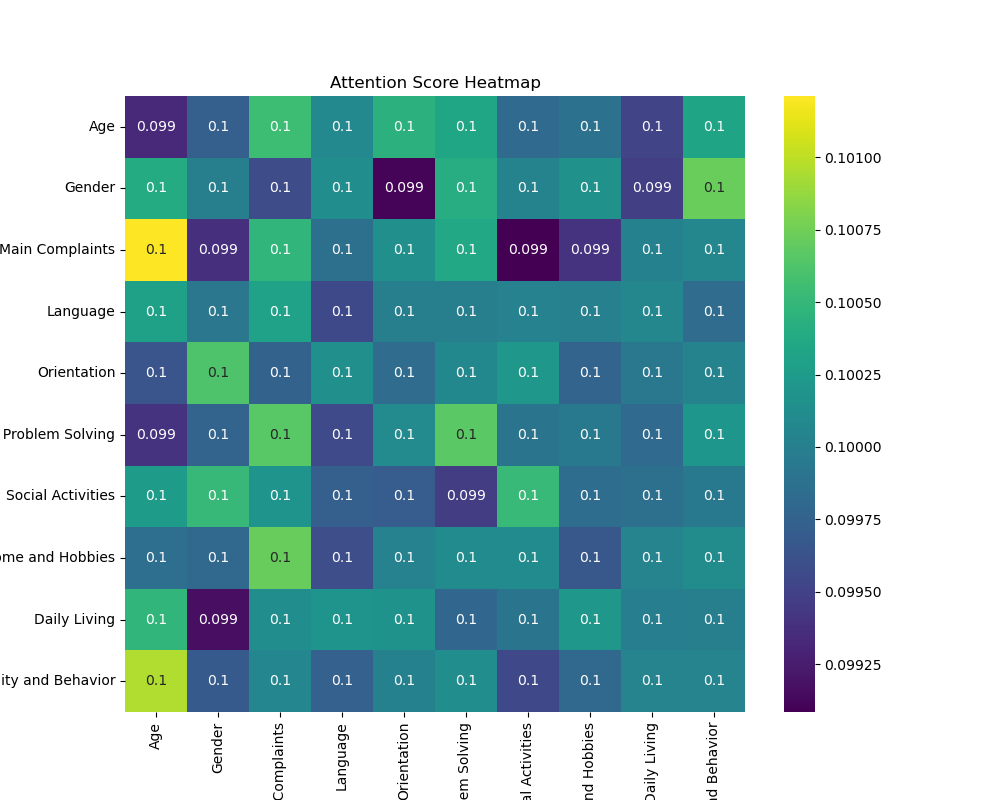 Attention Score Heatmap
Age 0.099 0.1 0.1 0.1 0.1 0.1 0.1 0.1 0.1 0.1
Gender 0.1 0.1 0.1 0.1 0.099 0.1 0.1 0.1 0.099 0.1
Main Complaints 0.1 0.099 0.1 0.1 0.1 0.1 0.099 0.099 0.1 0.1
Language 0.1 0.1 0.1 0.1 0.1 0.1 0.1 0.1 0.1 0.1
Orientation 0.1 0.1 0.1 0.1 0.1 0.1 0.1 0.1 0.1 0.1
Problem Solving 0.099 0.1 0.1 0.1 0.1 0.1 0.1 0.1 0.1 0.1
Social Activities 0.1 0.1 0.1 0.1 0.1 0.099 0.1 0.1 0.1 0.1
ome and Hobbies 0.1 0.1 0.1 0.1 0.1 0.1 0.1 0.1 0.1 0.1
Daily Living 0.1 0.099 0.1 0.1 0.1 0.1 0.1 0.1 0.1 0.1
ity and Behavior 0.1 0.1 0.1 0.1 0.1 0.1 0.1 0.1 0.1 0.1
Age
Gender
Complaints
Language
Orientation
em Solving
al Activities
nd Hobbies
Daily Living
nd Behavior
0.10100
0.10075
0.10050
0.10025
0.10000
0.09975
0.09950
0.09925